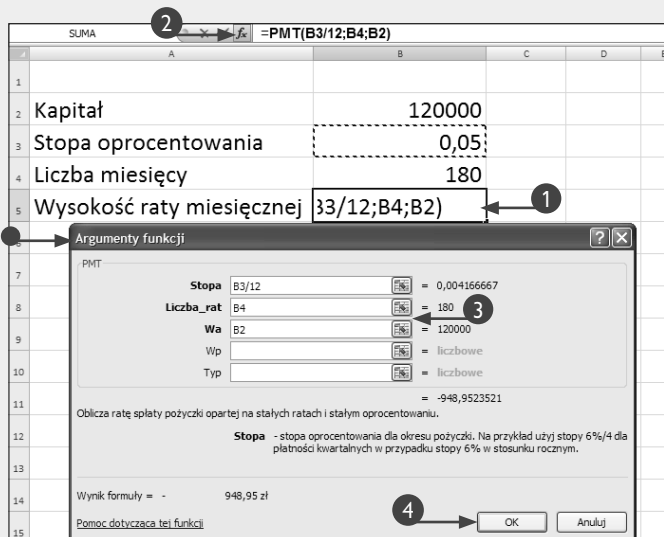 2
SUMA fx =PMT(B3/12;B4;B2)
A B C D E
1
2 Kapitał 120000
3 Stopa oprocentowania 0,05
4 Liczba miesięcy 180
5 Wysokość raty miesięcznej B3/12;B4;B2) 1
6 Argumenty funkcji
PMT
7 Stopa B3/12 = 0,004166667
8 Liczba_rat B4 = 180 3
9 Wa B2 = 120000
Wp = liczbowe
10 Typ = liczbowe
11 = -948,9523521
Oblicza ratę spłaty pożyczki opartej na stałych ratach i stałym oprocentowaniu.
12 Stopa - stopa oprocentowania dla okresu pożyczki. Na przykład użyj stopy 6%/4 dla
płatności kwartalnych w przypadku stopy 6% w stosunku rocznym.
13
14 Wynik formuły = - 948,95 zł
4
15 Pomoc dotycząca tej funkcji OK Anuluj